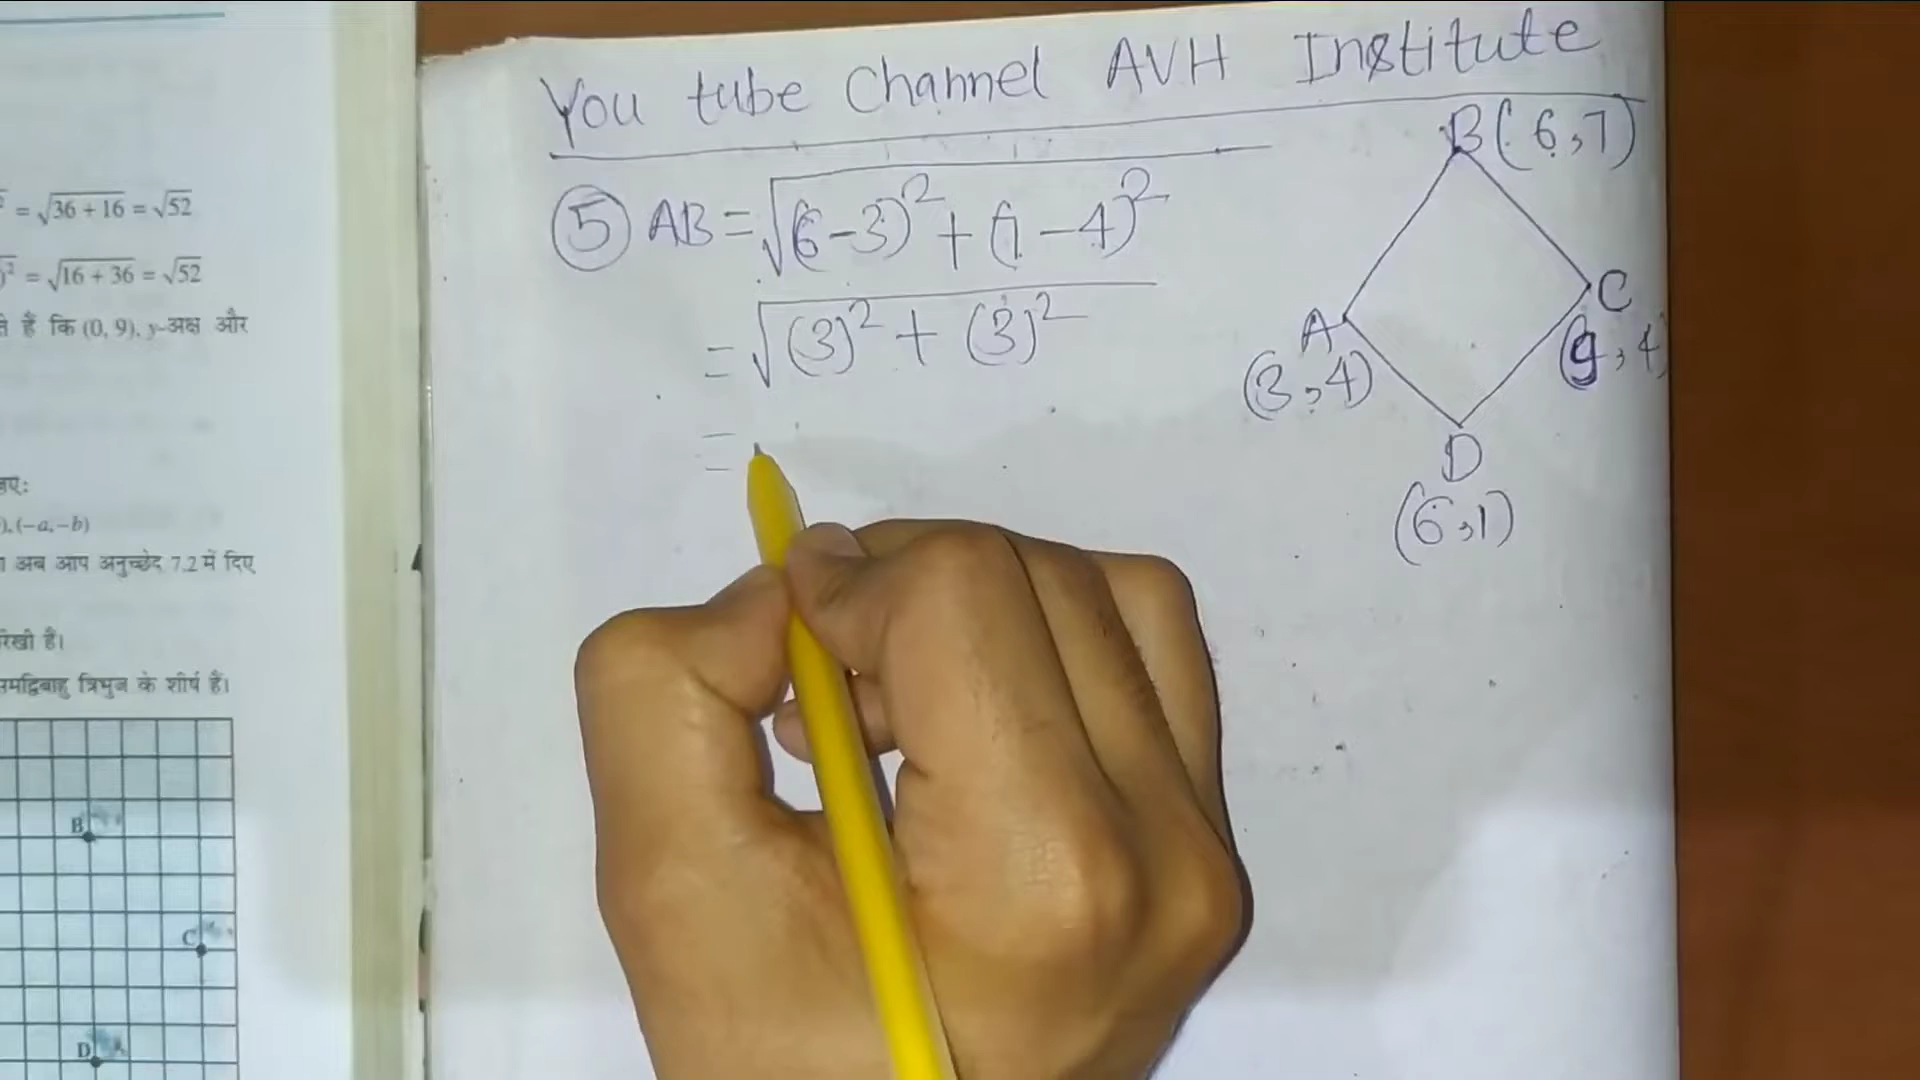 ² = √36 + 16 = √52
)² = √16 + 36 = √52
हैं कि (0, 9), y-अक्ष और
), (−a, −b)
अब आप अनुच्छेद 7.2 में दिए
हैं।
समद्विबाहु त्रिभुज के शीर्ष हैं।
B
C
D
You tube Channel AVH Institute
⑤ AB = √(6−3)² + (7−4)²
= √(3)² + (3)²
=
B(6,7)
C
(9,4)
A
(3,4)
D
(6,1)